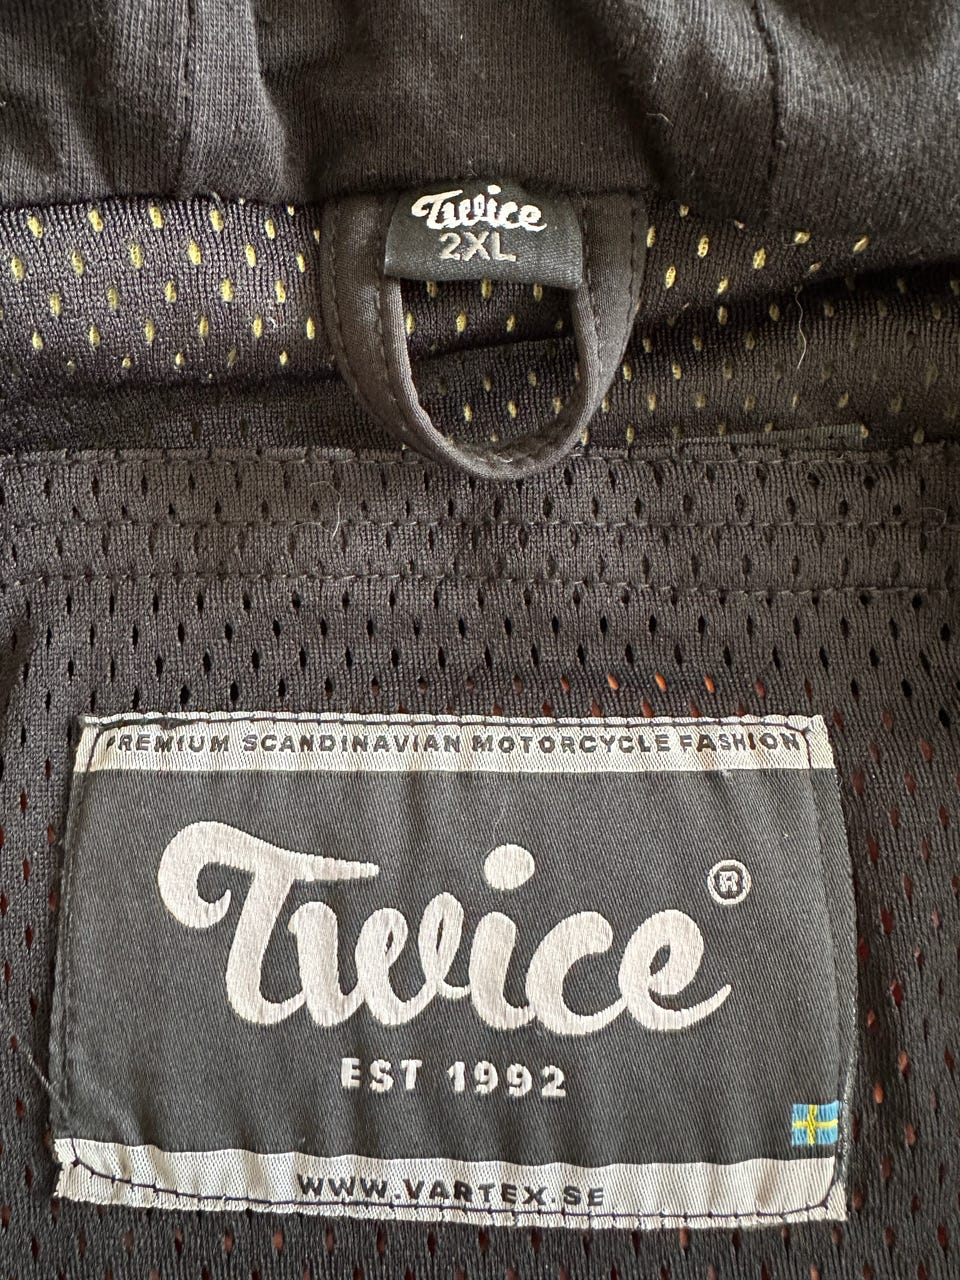 Twice
2XL
PREMIUM SCANDINAVIAN MOTORCYCLE FASHION
Twice ®
EST 1992
WWW.VARTEX.SE